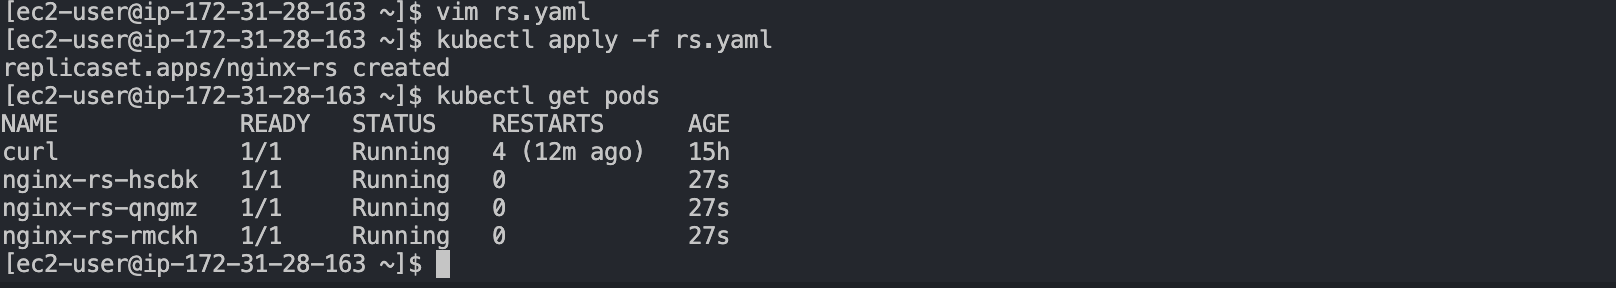 [ec2-user@ip-172-31-28-163 ~]$ vim rs.yaml
[ec2-user@ip-172-31-28-163 ~]$ kubectl apply -f rs.yaml
replicaset.apps/nginx-rs created
[ec2-user@ip-172-31-28-163 ~]$ kubectl get pods
NAME             READY   STATUS    RESTARTS      AGE
curl             1/1     Running   4 (12m ago)   15h
nginx-rs-hscbk   1/1     Running   0             27s
nginx-rs-qngmz   1/1     Running   0             27s
nginx-rs-rmckh   1/1     Running   0             27s
[ec2-user@ip-172-31-28-163 ~]$